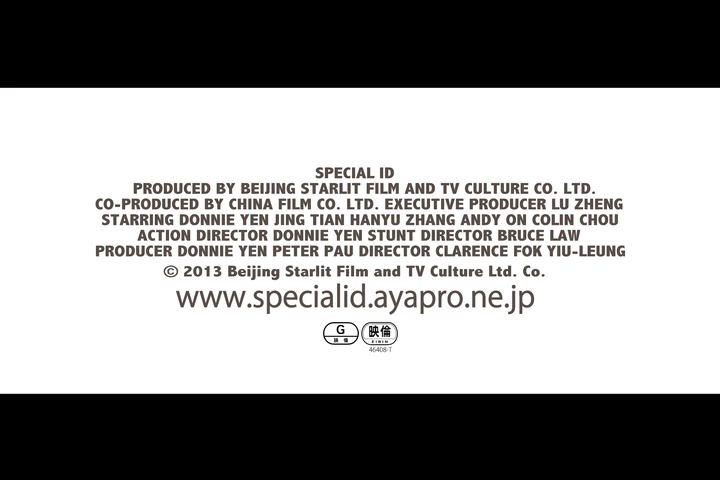 SPECIAL ID
PRODUCED BY BEIJING STARLIT FILM AND TV CULTURE CO. LTD.
CO-PRODUCED BY CHINA FILM CO. LTD. EXECUTIVE PRODUCER LU ZHENG
STARRING DONNIE YEN JING TIAN HANYU ZHANG ANDY ON COLIN CHOU
ACTION DIRECTOR DONNIE YEN STUNT DIRECTOR BRUCE LAW
PRODUCER DONNIE YEN PETER PAU DIRECTOR CLARENCE FOK YIU-LEUNG
© 2013 Beijing Starlit Film and TV Culture Ltd. Co.
www.specialid.ayapro.ne.jp
G 映倫
映倫 EIRIN
46408-T